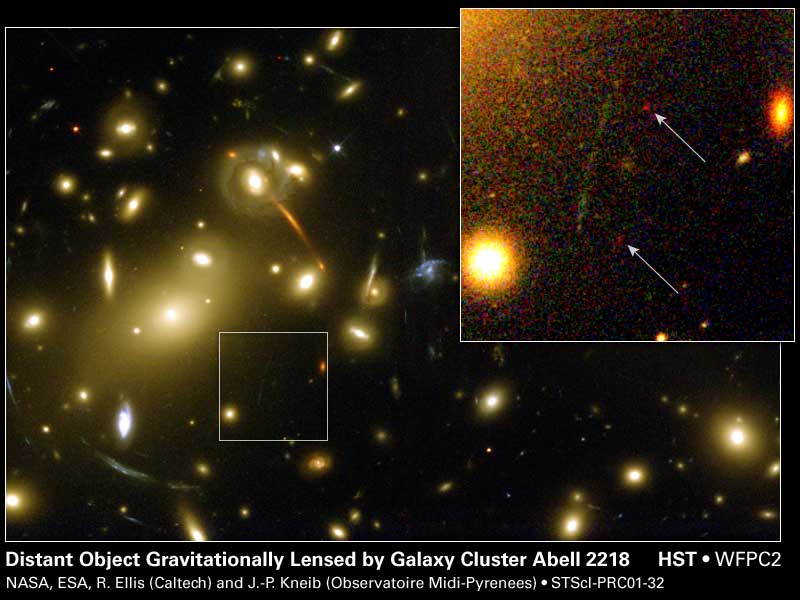 Distant Object Gravitationally Lensed by Galaxy Cluster Abell 2218 HST • WFPC2
NASA, ESA, R. Ellis (Caltech) and J.-P. Kneib (Observatoire Midi-Pyrenees) • STScI-PRC01-32